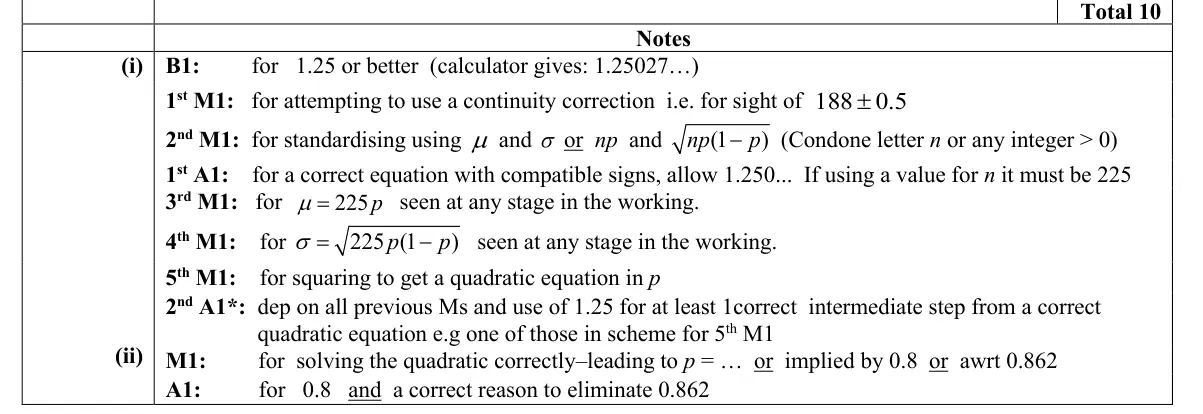 Total 10
Notes
(i) B1: for 1.25 or better (calculator gives: 1.25027…)
1st M1: for attempting to use a continuity correction i.e. for sight of 188 ± 0.5
2nd M1: for standardising using μ and σ or np and √np(1 − p) (Condone letter n or any integer > 0)
1st A1: for a correct equation with compatible signs, allow 1.250... If using a value for n it must be 225
3rd M1: for μ = 225p seen at any stage in the working.
4th M1: for σ = √225p(1 − p) seen at any stage in the working.
5th M1: for squaring to get a quadratic equation in p
2nd A1*: dep on all previous Ms and use of 1.25 for at least 1correct intermediate step from a correct
quadratic equation e.g one of those in scheme for 5th M1
(ii) M1: for solving the quadratic correctly–leading to p = … or implied by 0.8 or awrt 0.862
A1: for 0.8 and a correct reason to eliminate 0.862